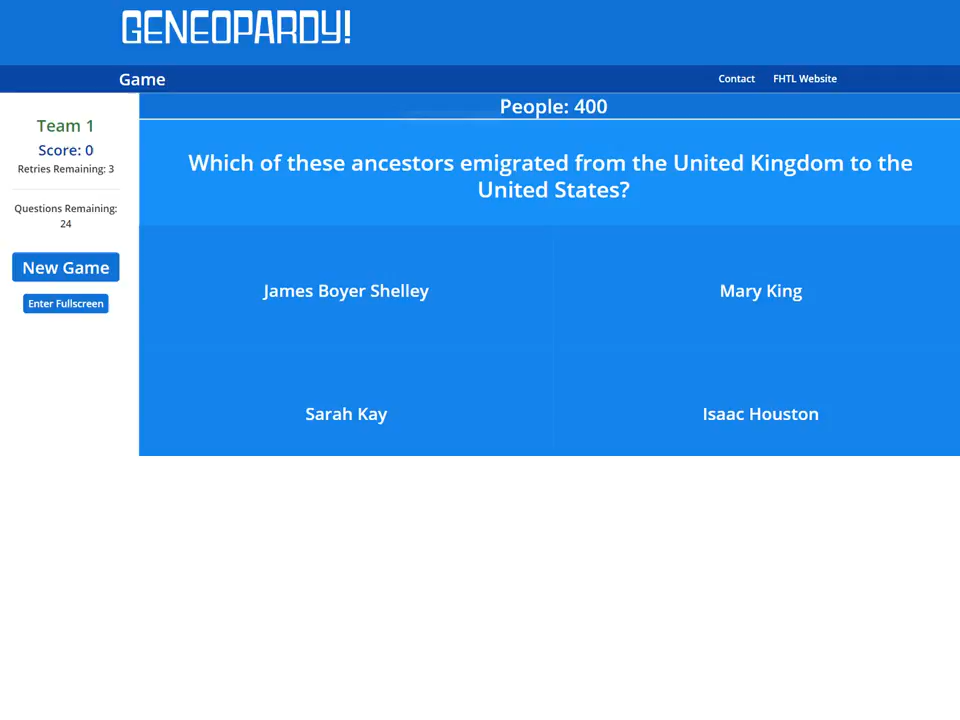 GENEOPARDY!
Game
Contact
FHTL Website
Team 1
Score: 0
Retries Remaining: 3
Questions Remaining:
24
New Game
Enter Fullscreen
People: 400
Which of these ancestors emigrated from the United Kingdom to the
United States?
James Boyer Shelley
Mary King
Sarah Kay
Isaac Houston